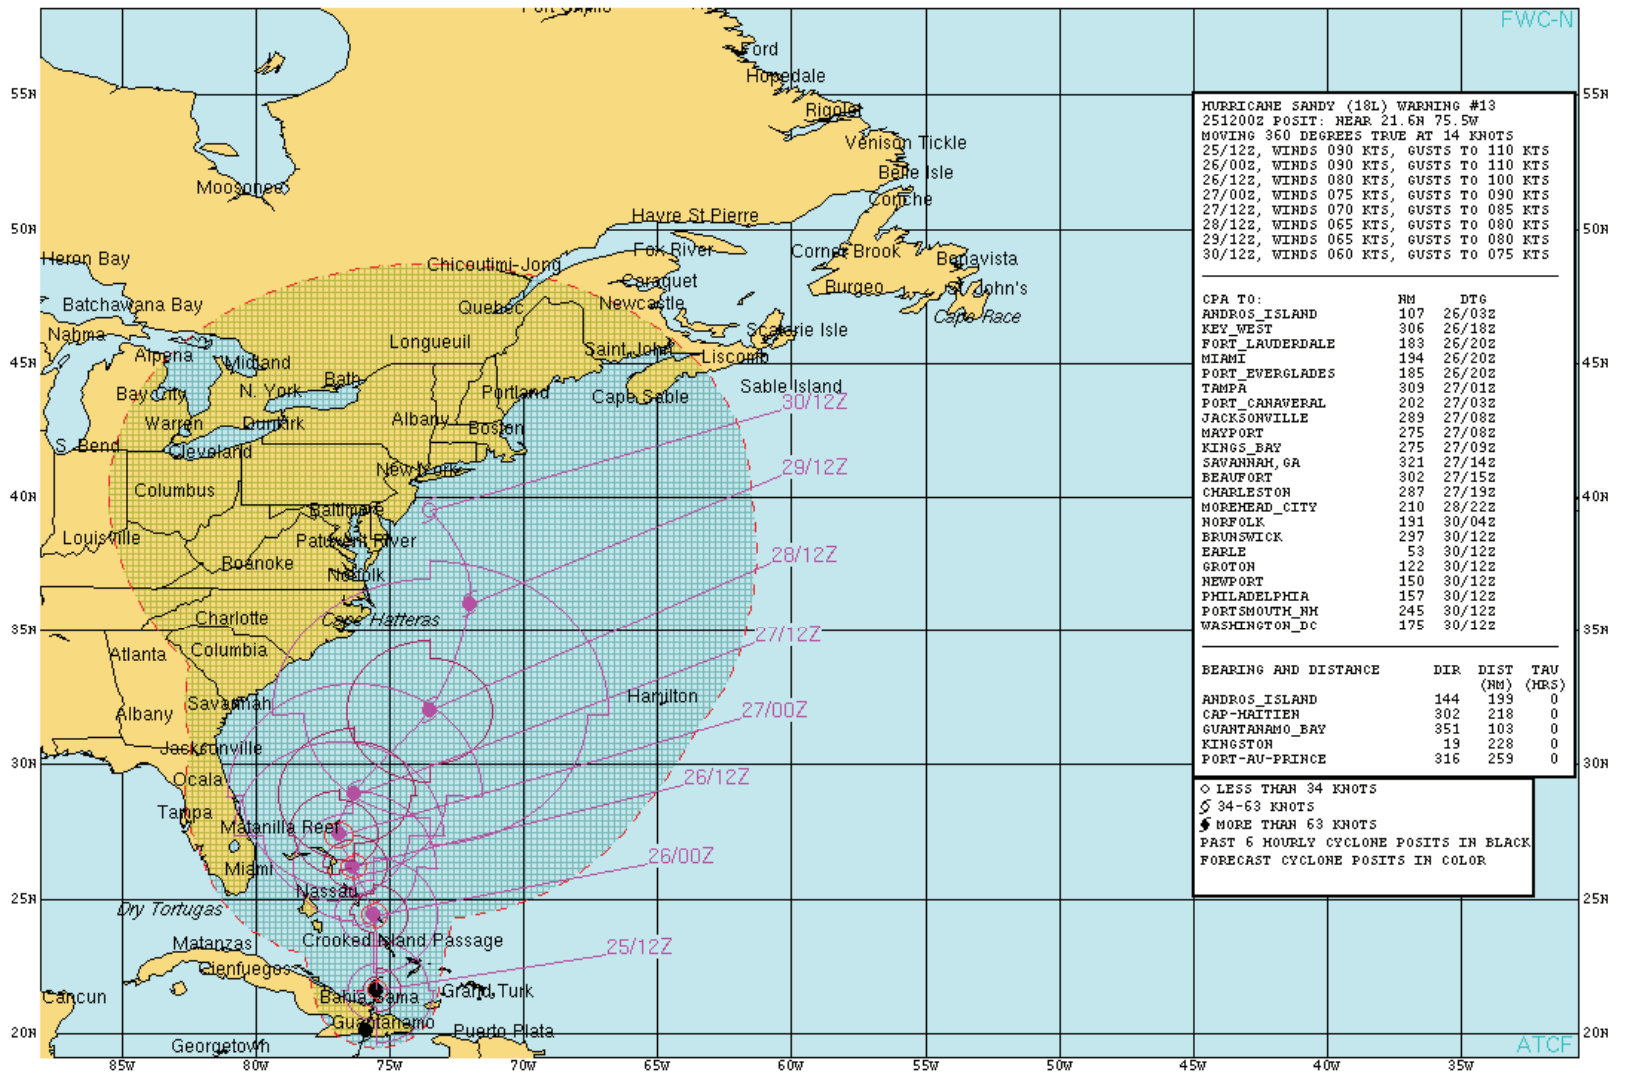 Port Caplio
FWC-N
Ford
Hopedale
55N
55N
Rigolet
HURRICANE SANDY (18L) WARNING #13
251200Z POSIT: NEAR 21.6N 75.5W
MOVING 360 DEGREES TRUE AT 14 KNOTS
25/12Z, WINDS 090 KTS, GUSTS TO 110 KTS
26/00Z, WINDS 090 KTS, GUSTS TO 110 KTS
26/12Z, WINDS 080 KTS, GUSTS TO 100 KTS
27/00Z, WINDS 075 KTS, GUSTS TO 090 KTS
27/12Z, WINDS 070 KTS, GUSTS TO 085 KTS
28/12Z, WINDS 065 KTS, GUSTS TO 080 KTS
29/12Z, WINDS 065 KTS, GUSTS TO 080 KTS
30/12Z, WINDS 060 KTS, GUSTS TO 075 KTS
CPA TO: NM DTG
ANDROS_ISLAND 107 26/03Z
KEY_WEST 306 26/18Z
FORT_LAUDERDALE 183 26/20Z
MIAMI 194 26/20Z
PORT_EVERGLADES 185 26/20Z
TAMPA 309 27/01Z
PORT_CANAVERAL 202 27/03Z
JACKSONVILLE 289 27/08Z
MAYPORT 275 27/08Z
KINGS_BAY 275 27/09Z
SAVANNAH,GA 321 27/14Z
BEAUFORT 302 27/15Z
CHARLESTON 287 27/19Z
MOREHEAD_CITY 210 28/22Z
NORFOLK 191 30/04Z
BRUNSWICK 297 30/12Z
EARLE 53 30/12Z
GROTON 122 30/12Z
NEWPORT 150 30/12Z
PHILADELPHIA 157 30/12Z
PORTSMOUTH_NH 245 30/12Z
WASHINGTON_DC 175 30/12Z
BEARING AND DISTANCE DIR DIST TAU
(NM) (HRS)
ANDROS_ISLAND 144 199 0
CAP-HAITIEN 302 218 0
GUANTANAMO_BAY 351 103 0
KINGSTON 19 228 0
PORT-AU-PRINCE 316 259 0
LESS THAN 34 KNOTS
34-63 KNOTS
MORE THAN 63 KNOTS
PAST 6 HOURLY CYCLONE POSITS IN BLACK
FORECAST CYCLONE POSITS IN COLOR
Venison Tickle
Belle Isle
Moosonee
Conche
Havre St Pierre
50N
50N
Fox River
Corner Brook
Bonavista
Heron Bay
Chicoutimi-Jong
Caraquet
Burgeo
St John's
Batchawana Bay
Quebec
Newcastle
Cape Race
Nahma
Scatarie Isle
Longueuil
Alpena
Midland
Saint John
Liscomb
45N
45N
Bath
Bay City
N. York
Portland
Cape Sable
Sable Island
30/12Z
Warren
Dunkirk
Albany
Boston
S. Bend
Cleveland
New York
29/12Z
Columbus
40N
40N
Baltimore
Louisville
Patuxent River
28/12Z
Roanoke
Norfolk
Charlotte
Cape Hatteras
35N
35N
27/12Z
Atlanta
Columbia
Savannah
Hamilton
Albany
27/00Z
Jacksonville
30N
30N
Ocala
26/12Z
Tampa
Matanilla Reef
26/00Z
Miami
Nassau
25N
25N
Dry Tortugas
Matanzas
Crooked Island Passage
25/12Z
Cienfuegos
Cancun
Bahia Sama
Grand Turk
Guantanamo
Puerto Plata
20N
20N
Georgetown
ATCF
85W
80W
75W
70W
65W
60W
55W
50W
45W
40W
35W